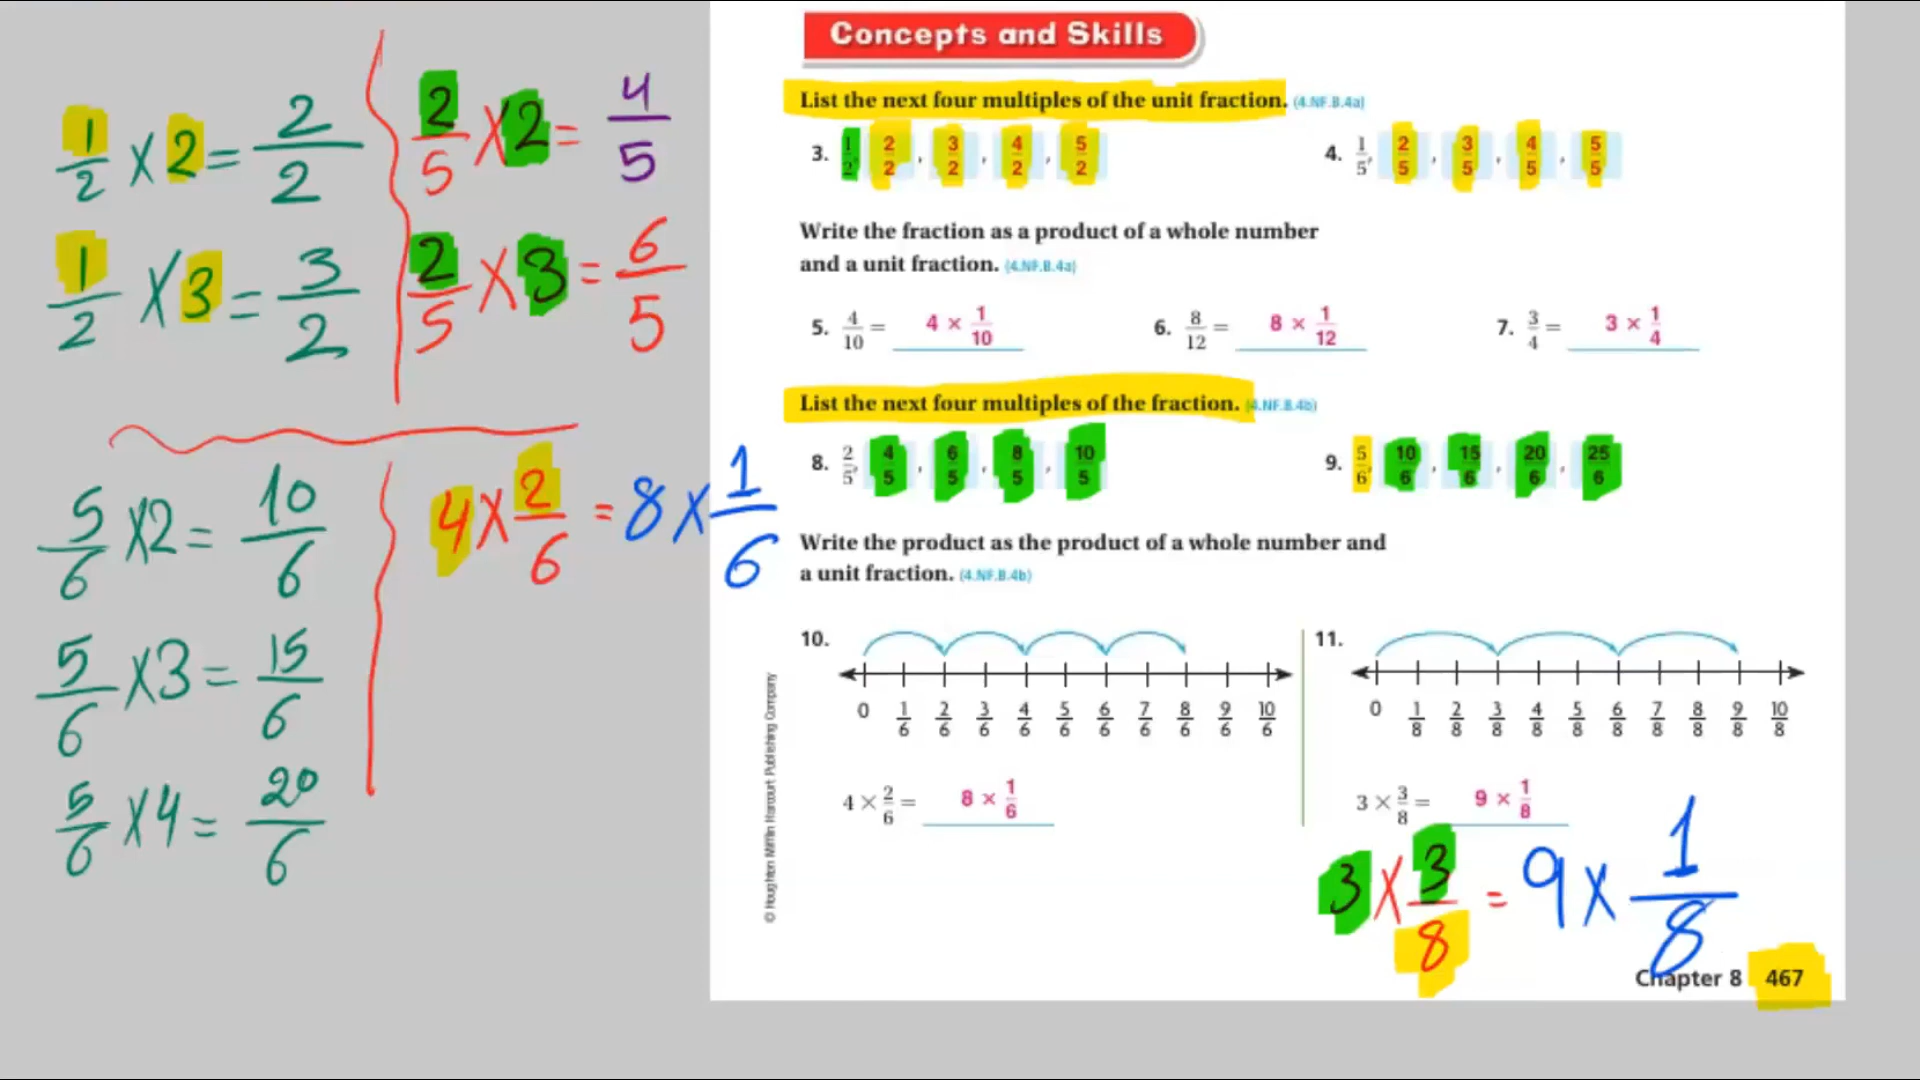 1/2 × 2 = 2/2
1/2 × 3 = 3/2
2/5 × 2 = 4/5
2/5 × 3 = 6/5
5/6 × 2 = 10/6
5/6 × 3 = 15/6
5/6 × 4 = 20/6
4 × 2/6 = 8 × 1/6
Concepts and Skills
List the next four multiples of the unit fraction. (4.NF.B.4a)
3. 1/2, 2/2, 3/2, 4/2, 5/2
4. 1/5, 2/5, 3/5, 4/5, 5/5
Write the fraction as a product of a whole number
and a unit fraction. (4.NF.B.4a)
5. 4/10 = 4 × 1/10
6. 8/12 = 8 × 1/12
7. 3/4 = 3 × 1/4
List the next four multiples of the fraction. (4.NF.B.4b)
8. 2/5, 4/5, 6/5, 8/5, 10/5
9. 5/6, 10/6, 15/6, 20/6, 25/6
Write the product as the product of a whole number and
a unit fraction. (4.NF.B.4b)
10.
0 1/6 2/6 3/6 4/6 5/6 6/6 7/6 8/6 9/6 10/6
4 × 2/6 = 8 × 1/6
11.
0 1/8 2/8 3/8 4/8 5/8 6/8 7/8 8/8 9/8 10/8
3 × 3/8 = 9 × 1/8
3 × 3/8 = 9 × 1/8
© Houghton Mifflin Harcourt Publishing Company
Chapter 8 467